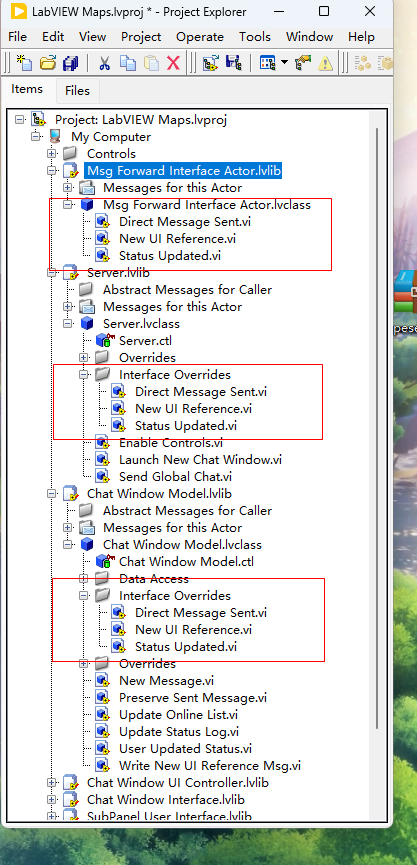 LabVIEW Maps.lvproj * - Project Explorer
File Edit View Project Operate Tools Window Help
Items Files
Project: LabVIEW Maps.lvproj
My Computer
Controls
Msg Forward Interface Actor.lvlib
Messages for this Actor
Msg Forward Interface Actor.lvclass
Direct Message Sent.vi
New UI Reference.vi
Status Updated.vi
Server.lvlib
Abstract Messages for Caller
Messages for this Actor
Server.lvclass
Server.ctl
Overrides
Interface Overrides
Direct Message Sent.vi
New UI Reference.vi
Status Updated.vi
Enable Controls.vi
Launch New Chat Window.vi
Send Global Chat.vi
Chat Window Model.lvlib
Abstract Messages for Caller
Messages for this Actor
Chat Window Model.lvclass
Chat Window Model.ctl
Data Access
Interface Overrides
Direct Message Sent.vi
New UI Reference.vi
Status Updated.vi
Overrides
New Message.vi
Preserve Sent Message.vi
Update Online List.vi
Update Status Log.vi
User Updated Status.vi
Write New UI Reference Msg.vi
Chat Window UI Controller.lvlib
Chat Window Interface.lvlib
SubPanel User Interface.lvlib